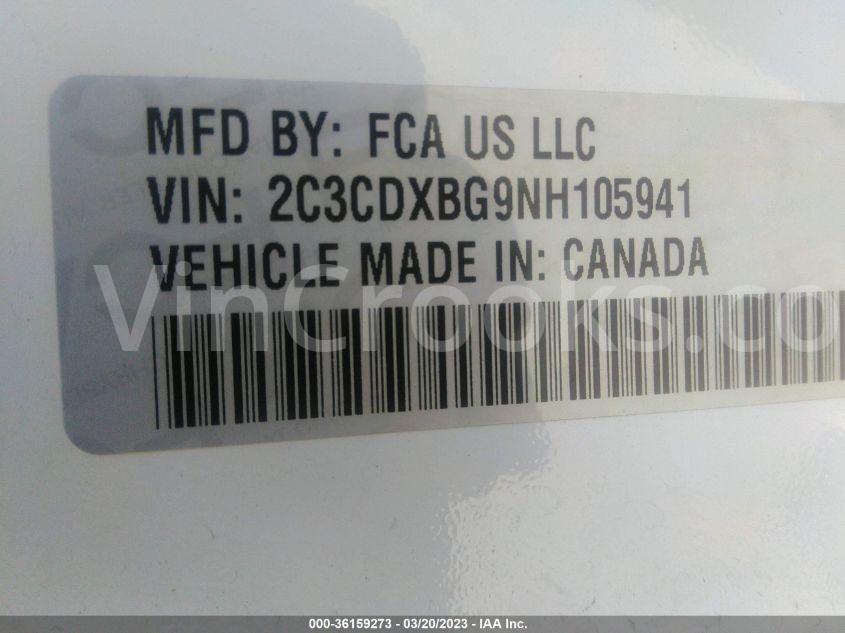 MFD BY: FCA US LLC
VIN: 2C3CDXBG9NH105941
VEHICLE MADE IN: CANADA
VinCrooks.co
000-36159273 - 03/20/2023 - IAA Inc.